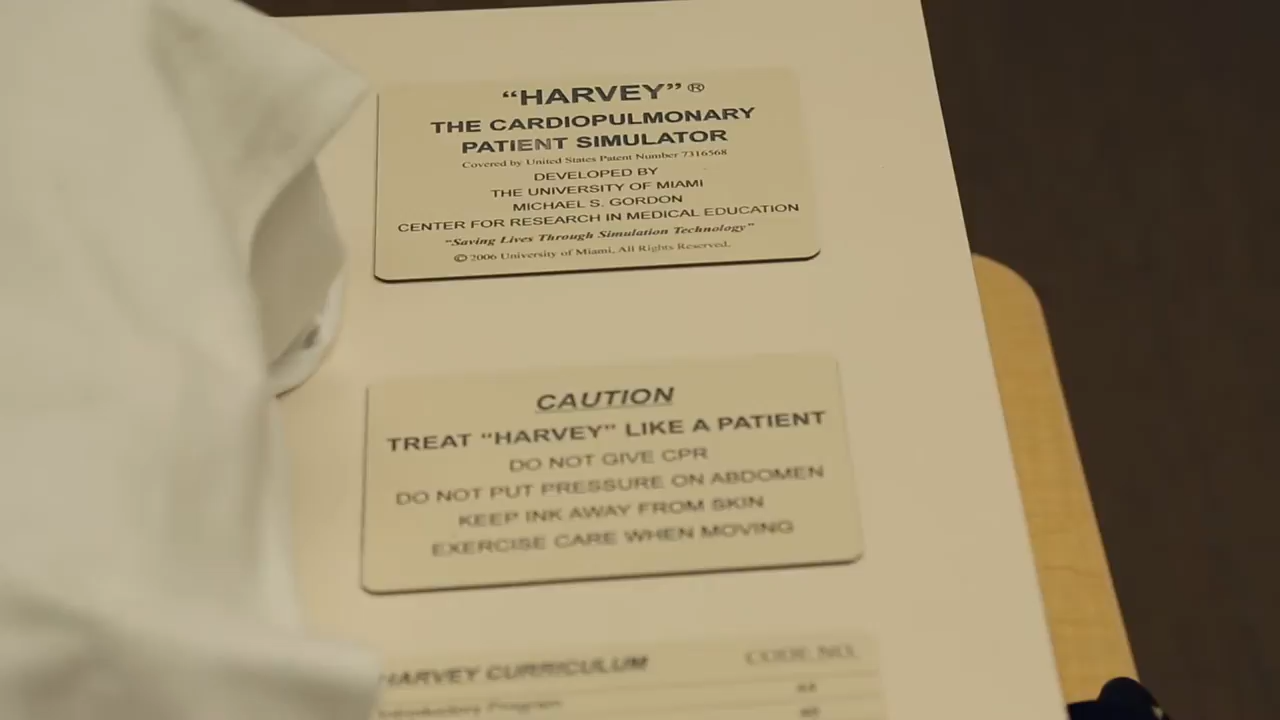 “HARVEY”®
THE CARDIOPULMONARY
PATIENT SIMULATOR
Covered by United States Patent Number 7316568
DEVELOPED BY
THE UNIVERSITY OF MIAMI
MICHAEL S. GORDON
CENTER FOR RESEARCH IN MEDICAL EDUCATION
“Saving Lives Through Simulation Technology”
© 2006 University of Miami, All Rights Reserved.
CAUTION
TREAT “HARVEY” LIKE A PATIENT
DO NOT GIVE CPR
DO NOT PUT PRESSURE ON ABDOMEN
KEEP INK AWAY FROM SKIN
EXERCISE CARE WHEN MOVING
HARVEY CURRICULUM CODE NO.
Introductory Program